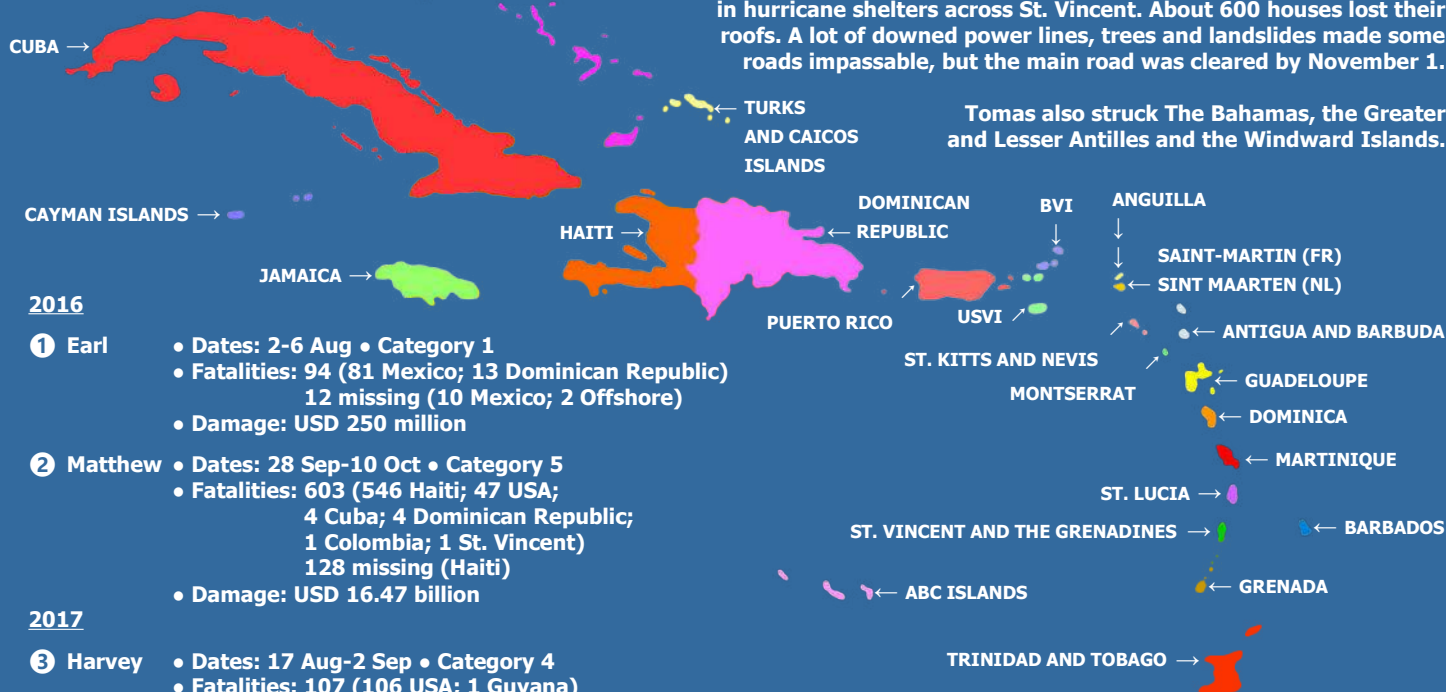 in hurricane shelters across St. Vincent. About 600 houses lost their
roofs. A lot of downed power lines, trees and landslides made some
roads impassable, but the main road was cleared by November 1.
Tomas also struck The Bahamas, the Greater
and Lesser Antilles and the Windward Islands.
CUBA →
← TURKS
AND CAICOS
ISLANDS
CAYMAN ISLANDS →
HAITI →
DOMINICAN
← REPUBLIC
BVI
↓
ANGUILLA
↓
↓
SAINT-MARTIN (FR)
← SINT MAARTEN (NL)
JAMAICA →
PUERTO RICO ↗
USVI ↗
ST. KITTS AND NEVIS ↗
← ANTIGUA AND BARBUDA
MONTSERRAT ↗
← GUADELOUPE
← DOMINICA
← MARTINIQUE
ST. LUCIA →
ST. VINCENT AND THE GRENADINES →
← BARBADOS
← ABC ISLANDS
← GRENADA
TRINIDAD AND TOBAGO →
2016
❶ Earl ● Dates: 2-6 Aug ● Category 1
● Fatalities: 94 (81 Mexico; 13 Dominican Republic)
12 missing (10 Mexico; 2 Offshore)
● Damage: USD 250 million
❷ Matthew ● Dates: 28 Sep-10 Oct ● Category 5
● Fatalities: 603 (546 Haiti; 47 USA;
4 Cuba; 4 Dominican Republic;
1 Colombia; 1 St. Vincent)
128 missing (Haiti)
● Damage: USD 16.47 billion
2017
❸ Harvey ● Dates: 17 Aug-2 Sep ● Category 4
● Fatalities: 107 (106 USA; 1 Guyana)